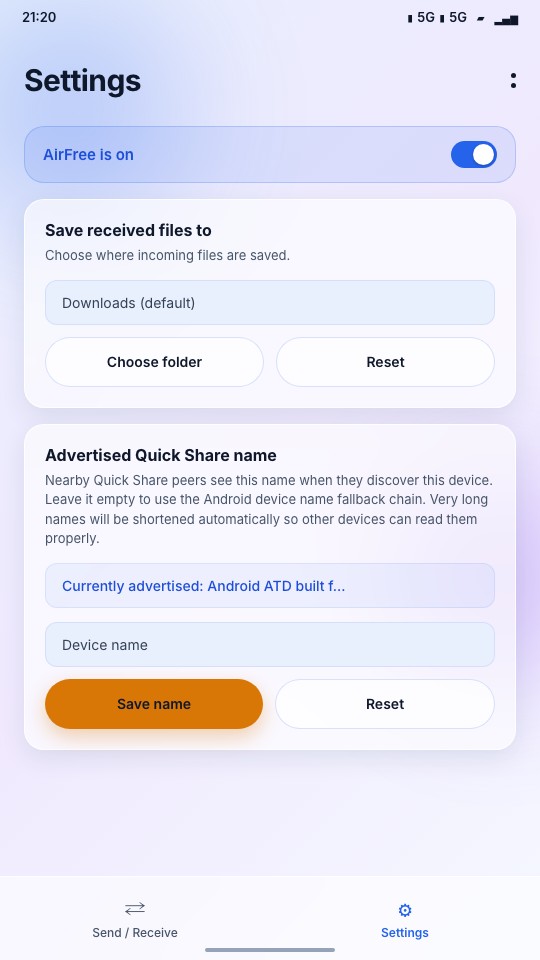 21:20
5G 5G
Settings
AirFree is on
Save received files to
Choose where incoming files are saved.
Downloads (default)
Choose folder
Reset
Advertised Quick Share name
Nearby Quick Share peers see this name when they discover this device.
Leave it empty to use the Android device name fallback chain. Very long
names will be shortened automatically so other devices can read them
properly.
Currently advertised: Android ATD built f...
Device name
Save name
Reset
Send / Receive
Settings